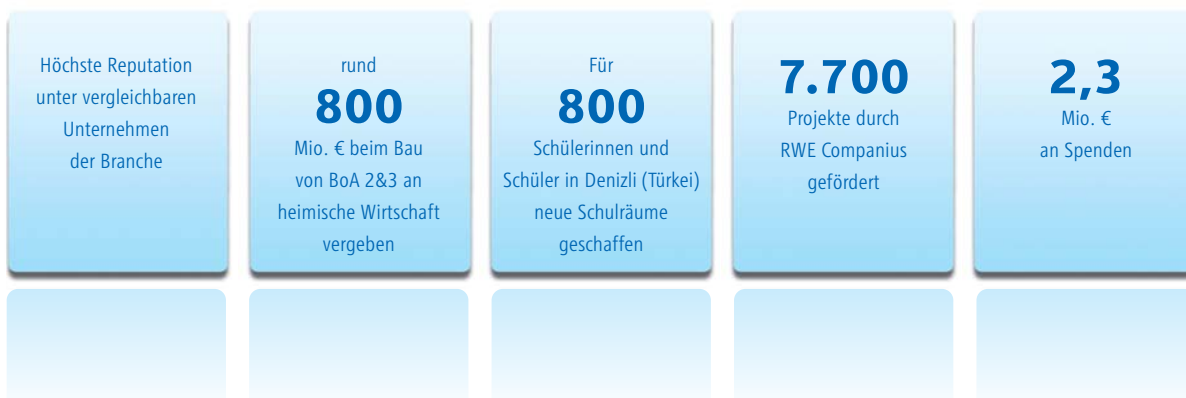 Höchste Reputation
unter vergleichbaren
Unternehmen
der Branche
rund
800
Mio. € beim Bau
von BoA 2&3 an
heimische Wirtschaft
vergeben
Für
800
Schülerinnen und
Schüler in Denizli (Türkei)
neue Schulräume
geschaffen
7.700
Projekte durch
RWE Companius
gefördert
2,3
Mio. €
an Spenden